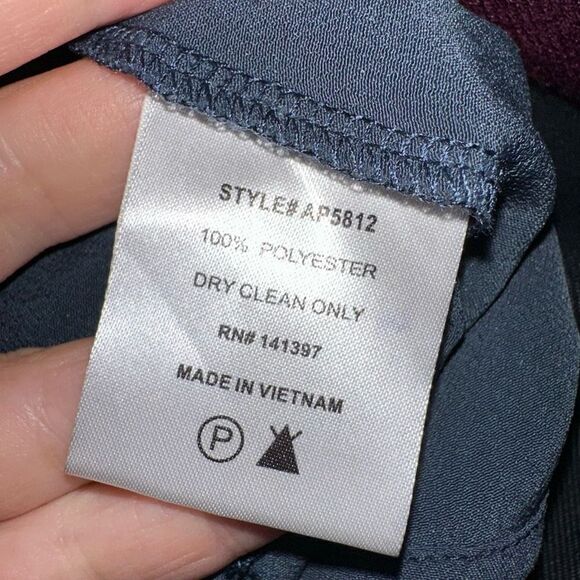 STYLE# AP5812
100% POLYESTER
DRY CLEAN ONLY
RN# 141397
MADE IN VIETNAM
P